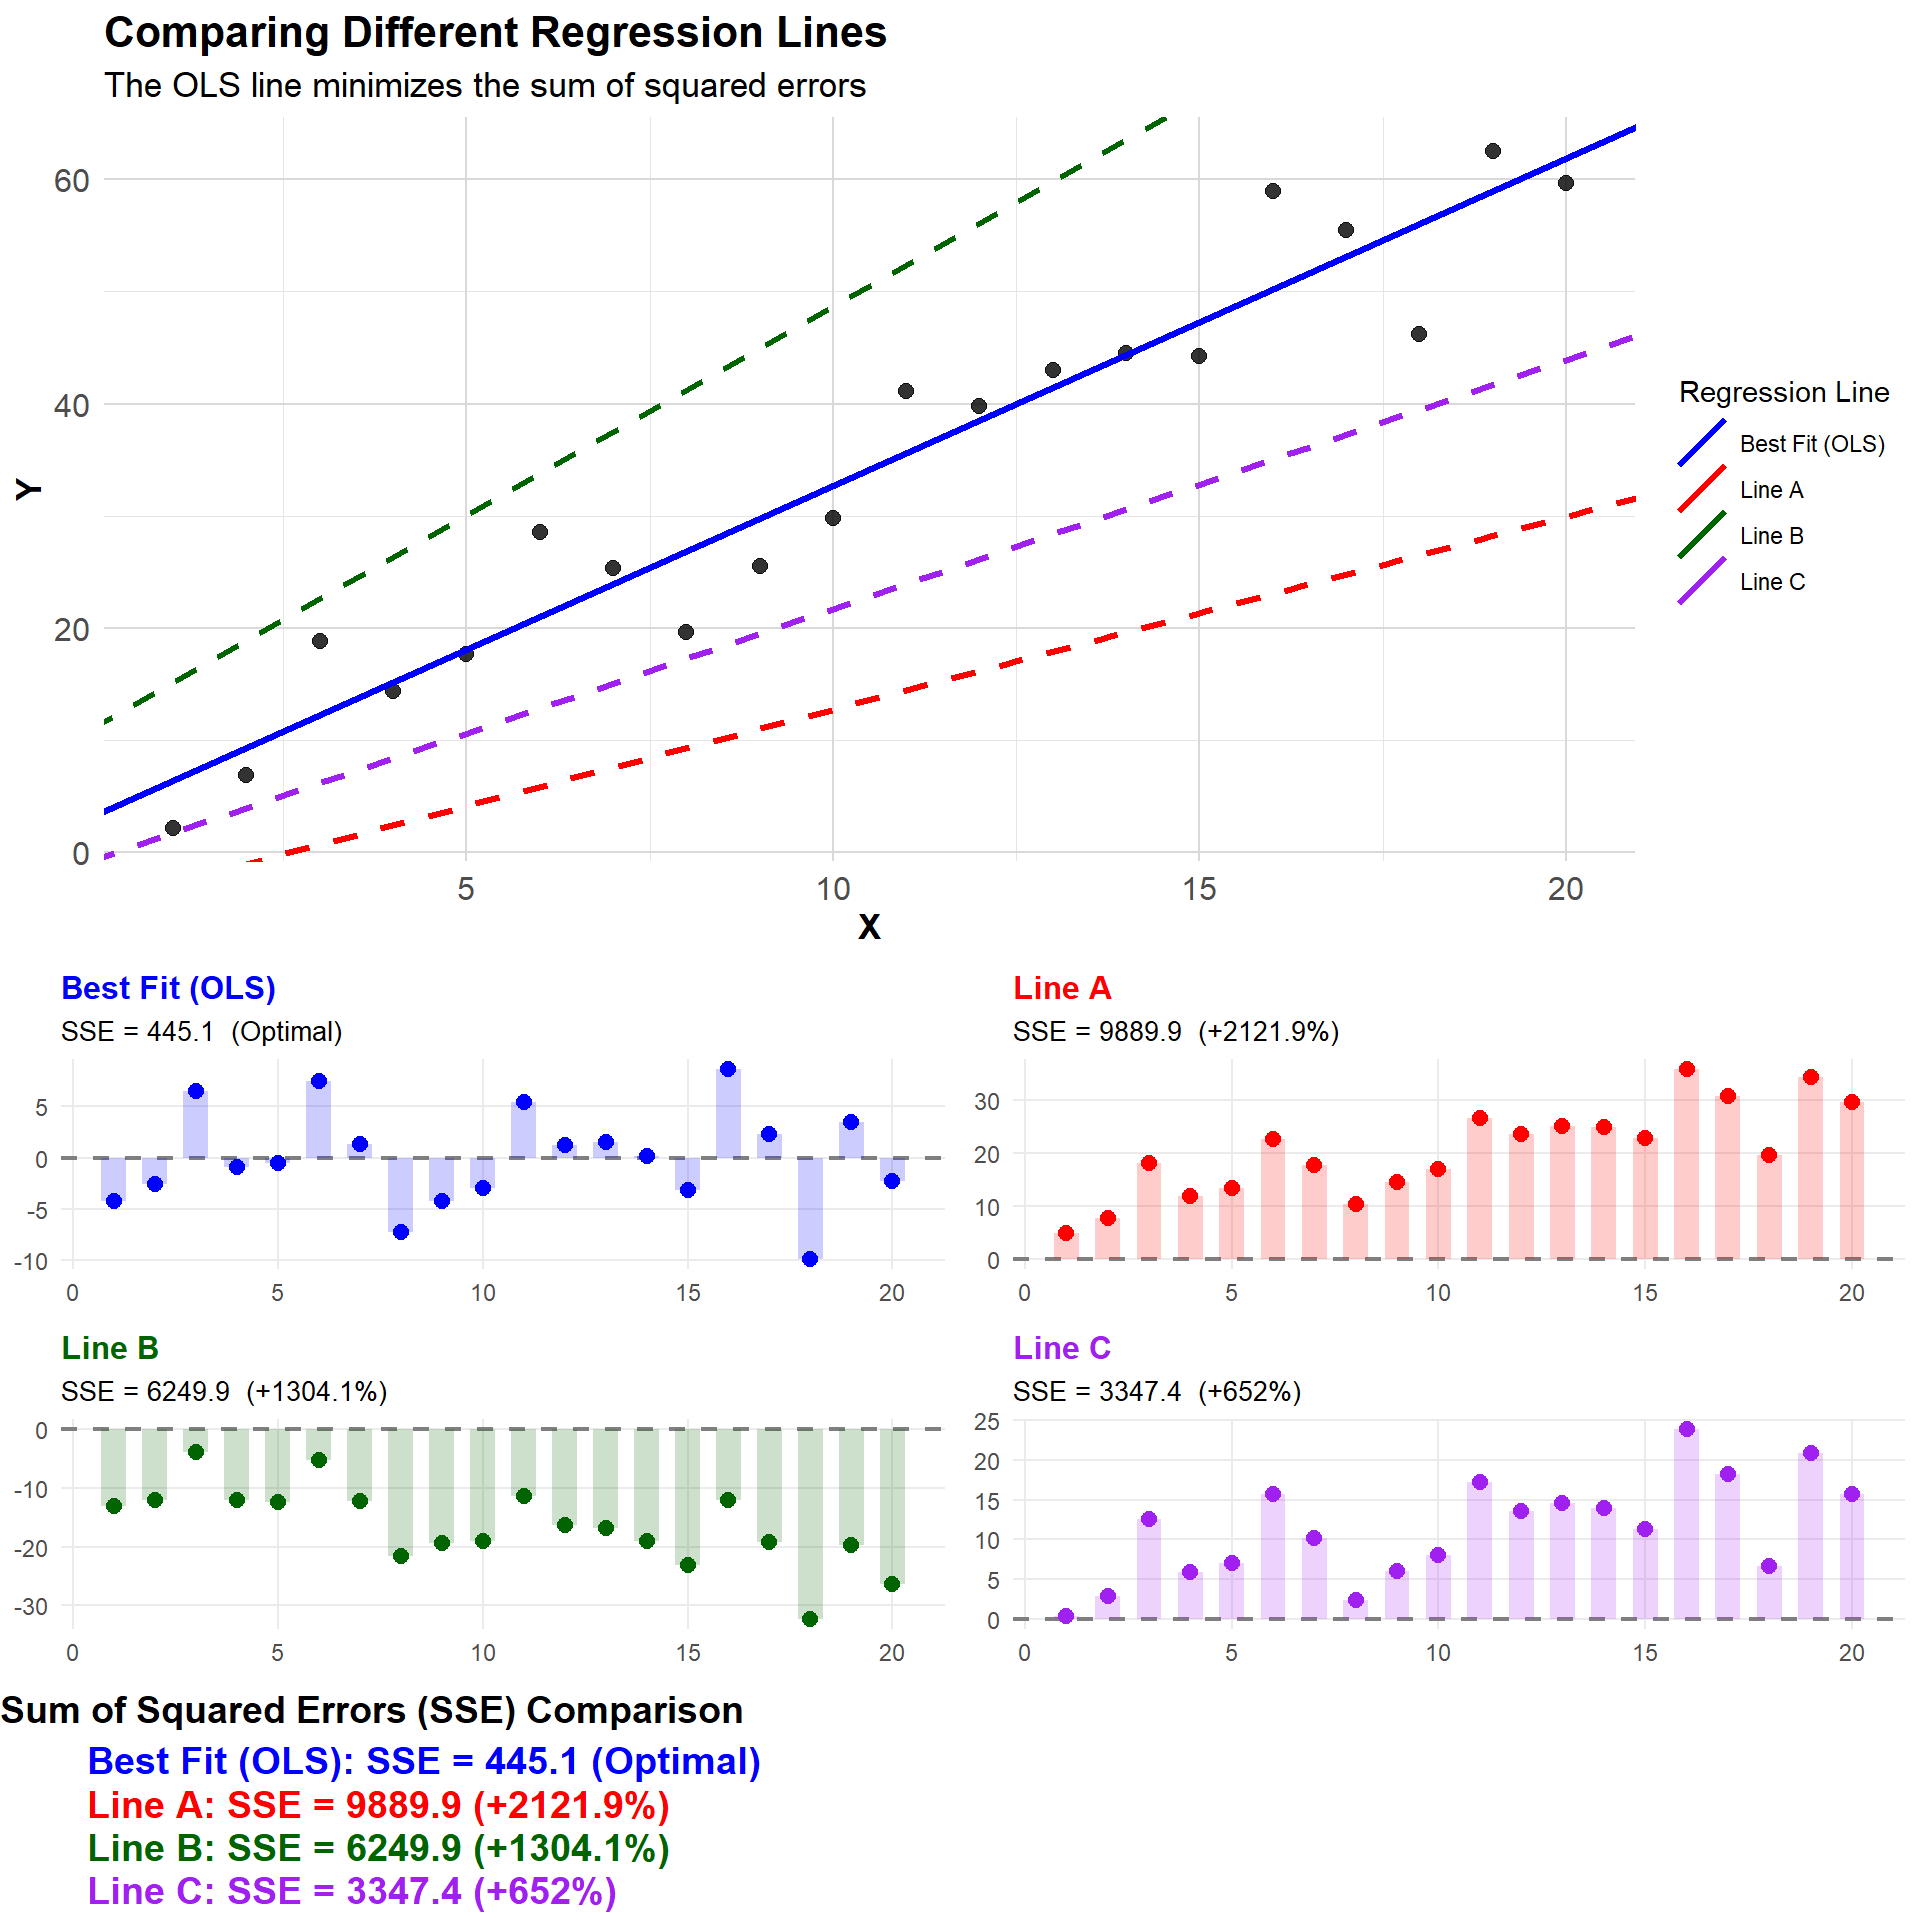 Comparing Different Regression Lines
The OLS line minimizes the sum of squared errors
60
40
20
0
Y
5
10
15
20
X
Regression Line
Best Fit (OLS)
Line A
Line B
Line C
Best Fit (OLS)
SSE = 445.1  (Optimal)
5
0
-5
-10
0
5
10
15
20
Line A
SSE = 9889.9  (+2121.9%)
30
20
10
0
0
5
10
15
20
Line B
SSE = 6249.9  (+1304.1%)
0
-10
-20
-30
0
5
10
15
20
Line C
SSE = 3347.4  (+652%)
25
20
15
10
5
0
0
5
10
15
20
Sum of Squared Errors (SSE) Comparison
Best Fit (OLS): SSE = 445.1 (Optimal)
Line A: SSE = 9889.9 (+2121.9%)
Line B: SSE = 6249.9 (+1304.1%)
Line C: SSE = 3347.4 (+652%)